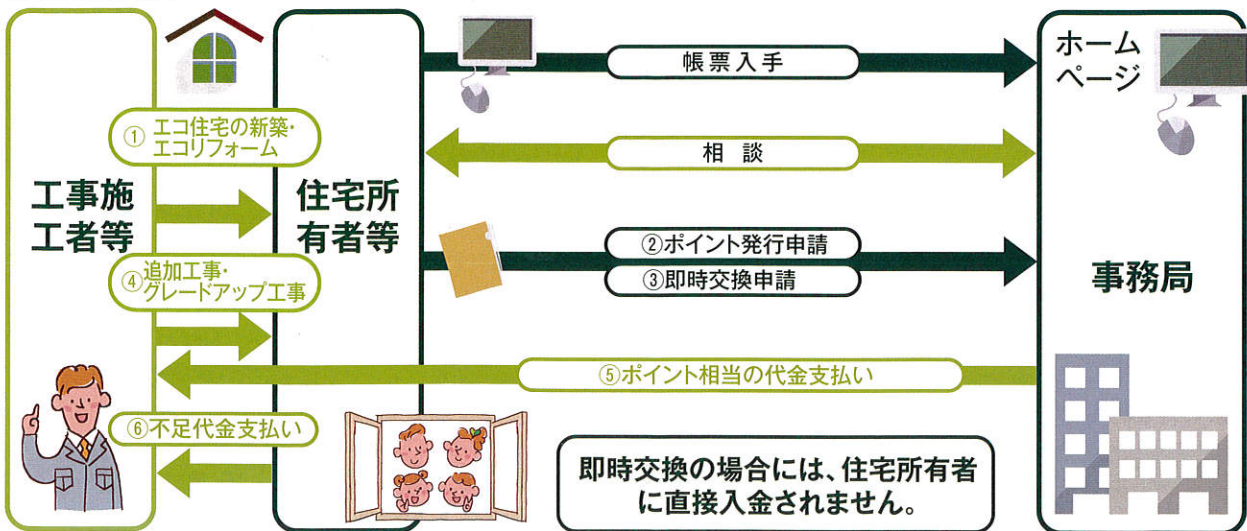 帳票入手
ホーム
ページ
① エコ住宅の新築・
エコリフォーム
相 談
工事施
工者等
住宅所
有者等
②ポイント発行申請
③即時交換申請
事務局
④ 追加工事・
グレードアップ工事
⑤ポイント相当の代金支払い
⑥不足代金支払い
即時交換の場合には、住宅所有者
に直接入金されません。